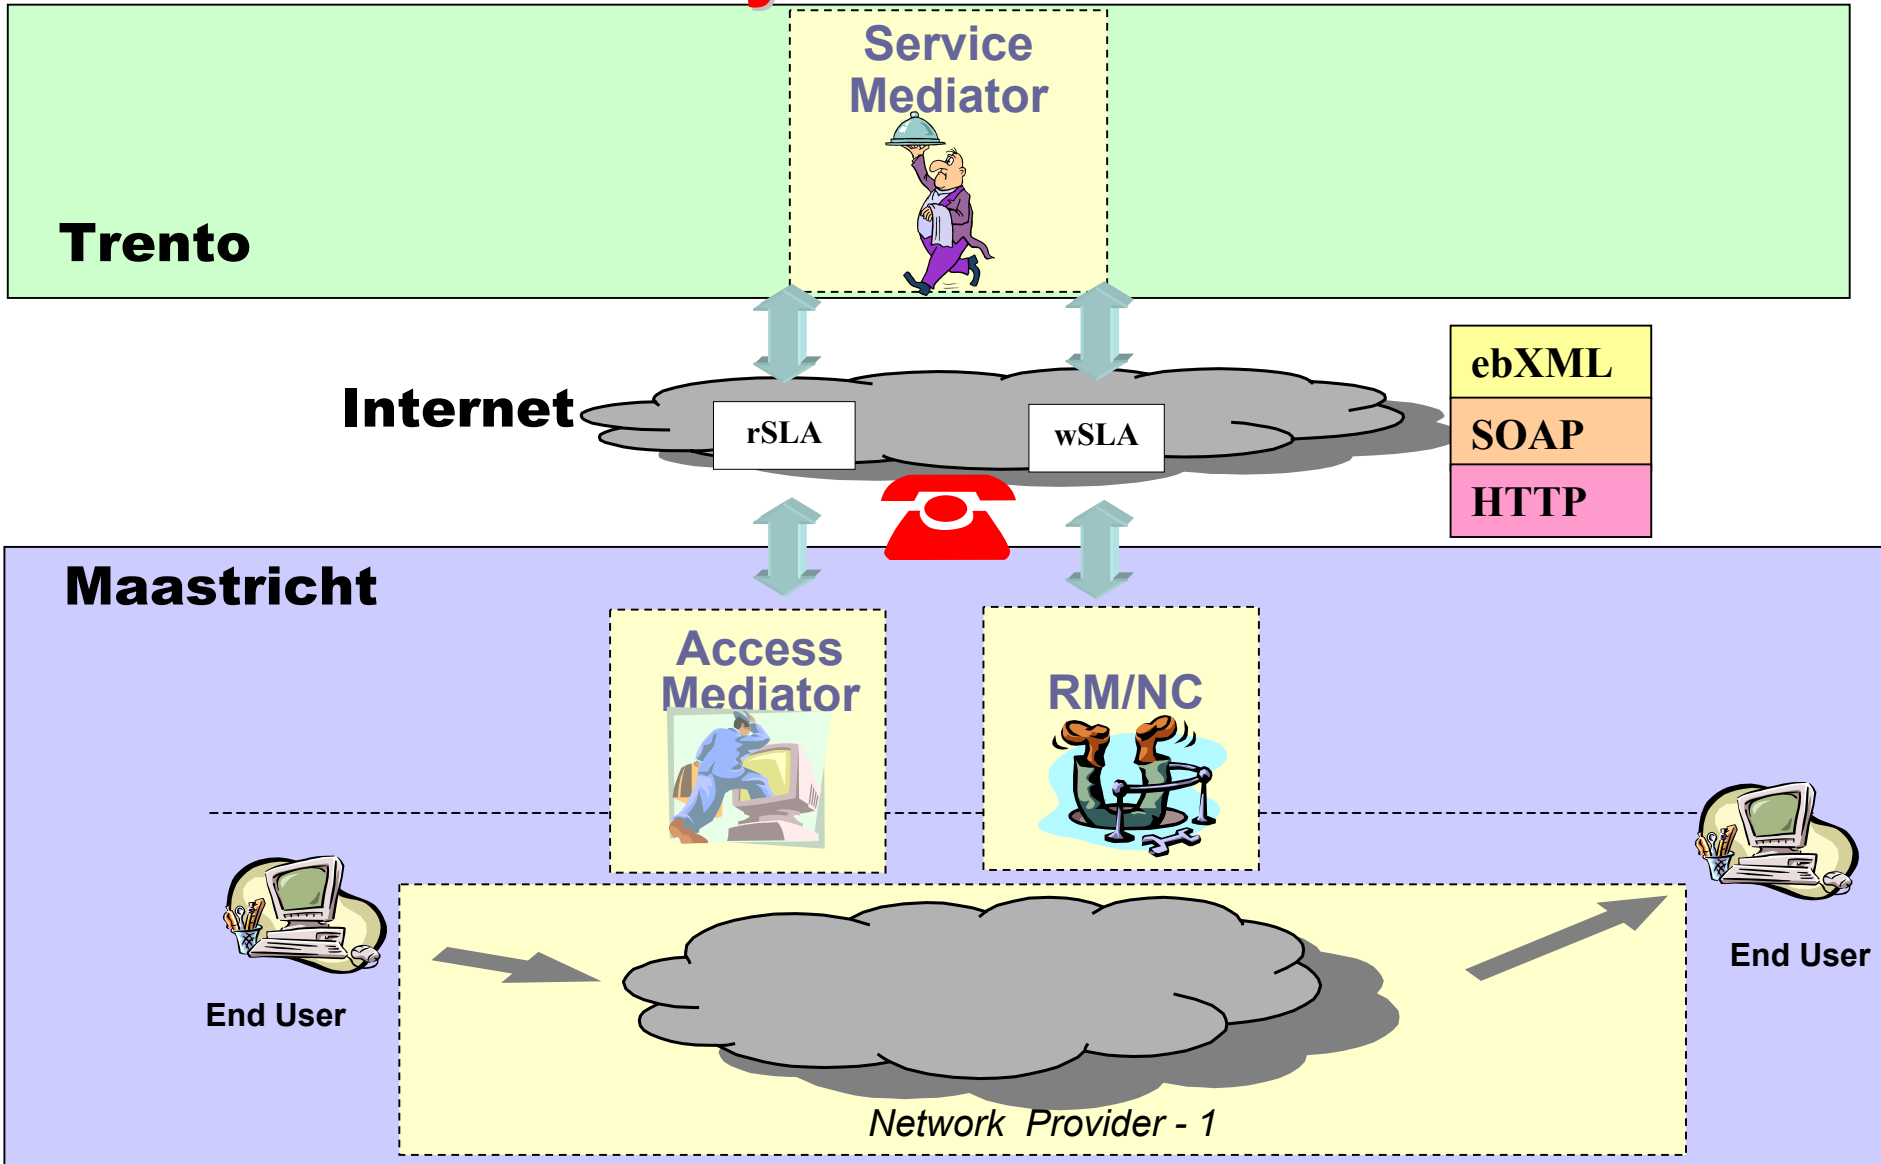 Service
Mediator
Trento
Internet
rSLA
wSLA
ebXML
SOAP
HTTP
Maastricht
Access
Mediator
RM/NC
End User
End User
Network Provider - 1